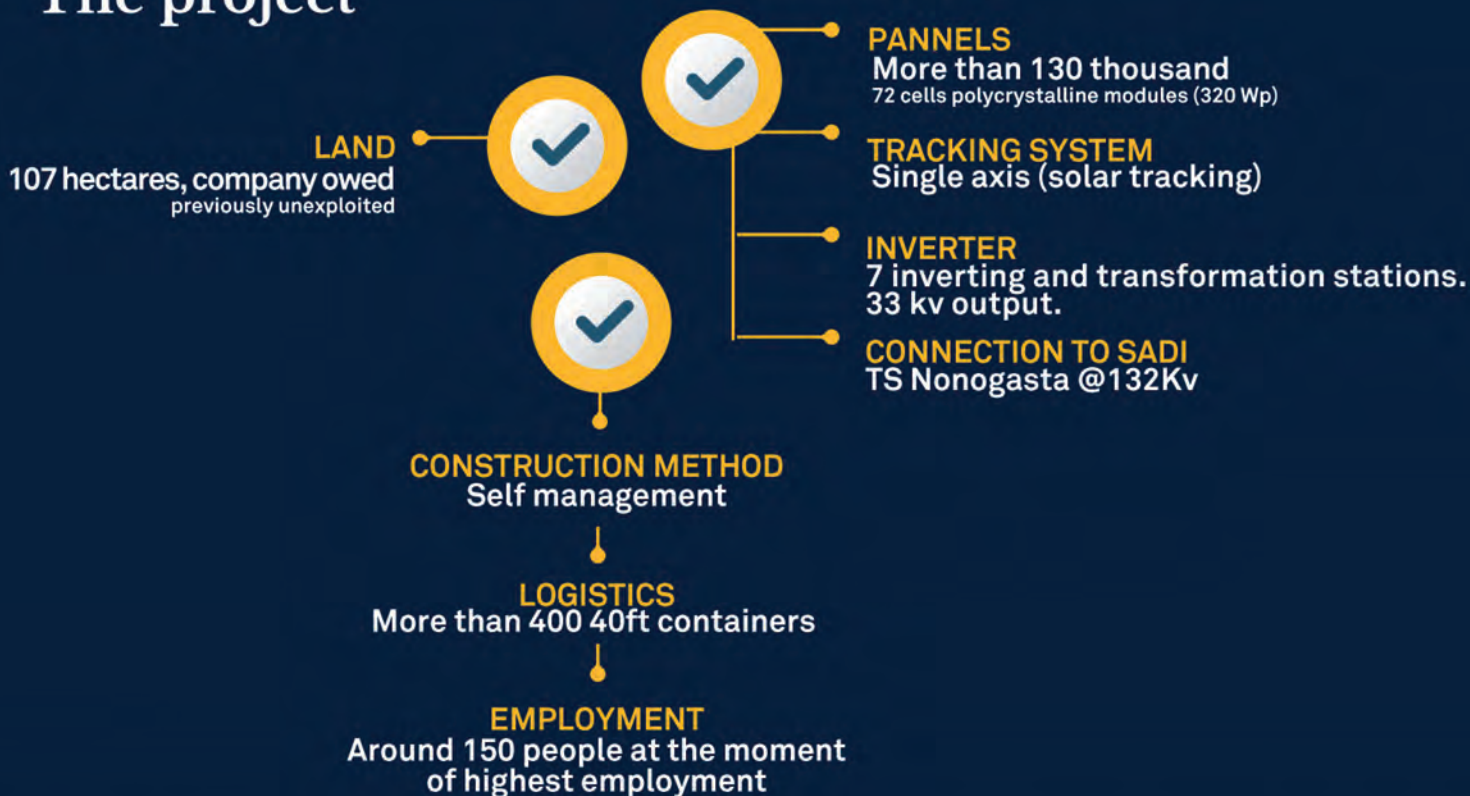 The project
LAND
107 hectares, company owed
previously unexploited
PANNELS
More than 130 thousand
72 cells polycrystalline modules (320 Wp)
TRACKING SYSTEM
Single axis (solar tracking)
INVERTER
7 inverting and transformation stations.
33 kv output.
CONNECTION TO SADI
TS Nonogasta @132Kv
CONSTRUCTION METHOD
Self management
LOGISTICS
More than 400 40ft containers
EMPLOYMENT
Around 150 people at the moment
of highest employment